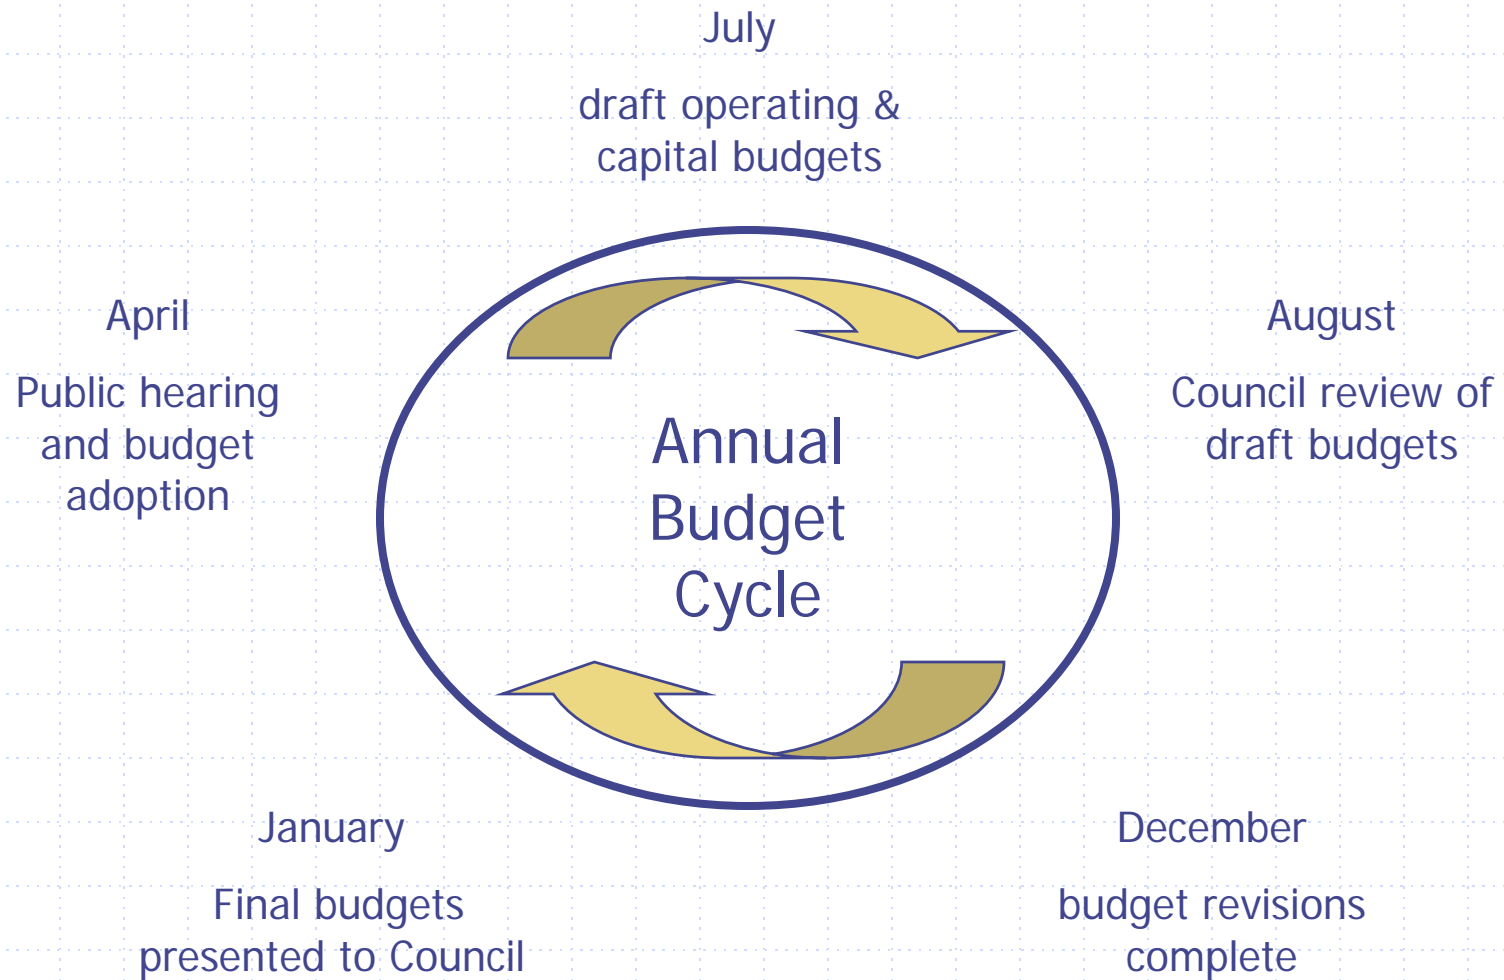 July
draft operating &
capital budgets
April
Public hearing
and budget
adoption
August
Council review of
draft budgets
Annual
Budget
Cycle
January
Final budgets
presented to Council
December
budget revisions
complete